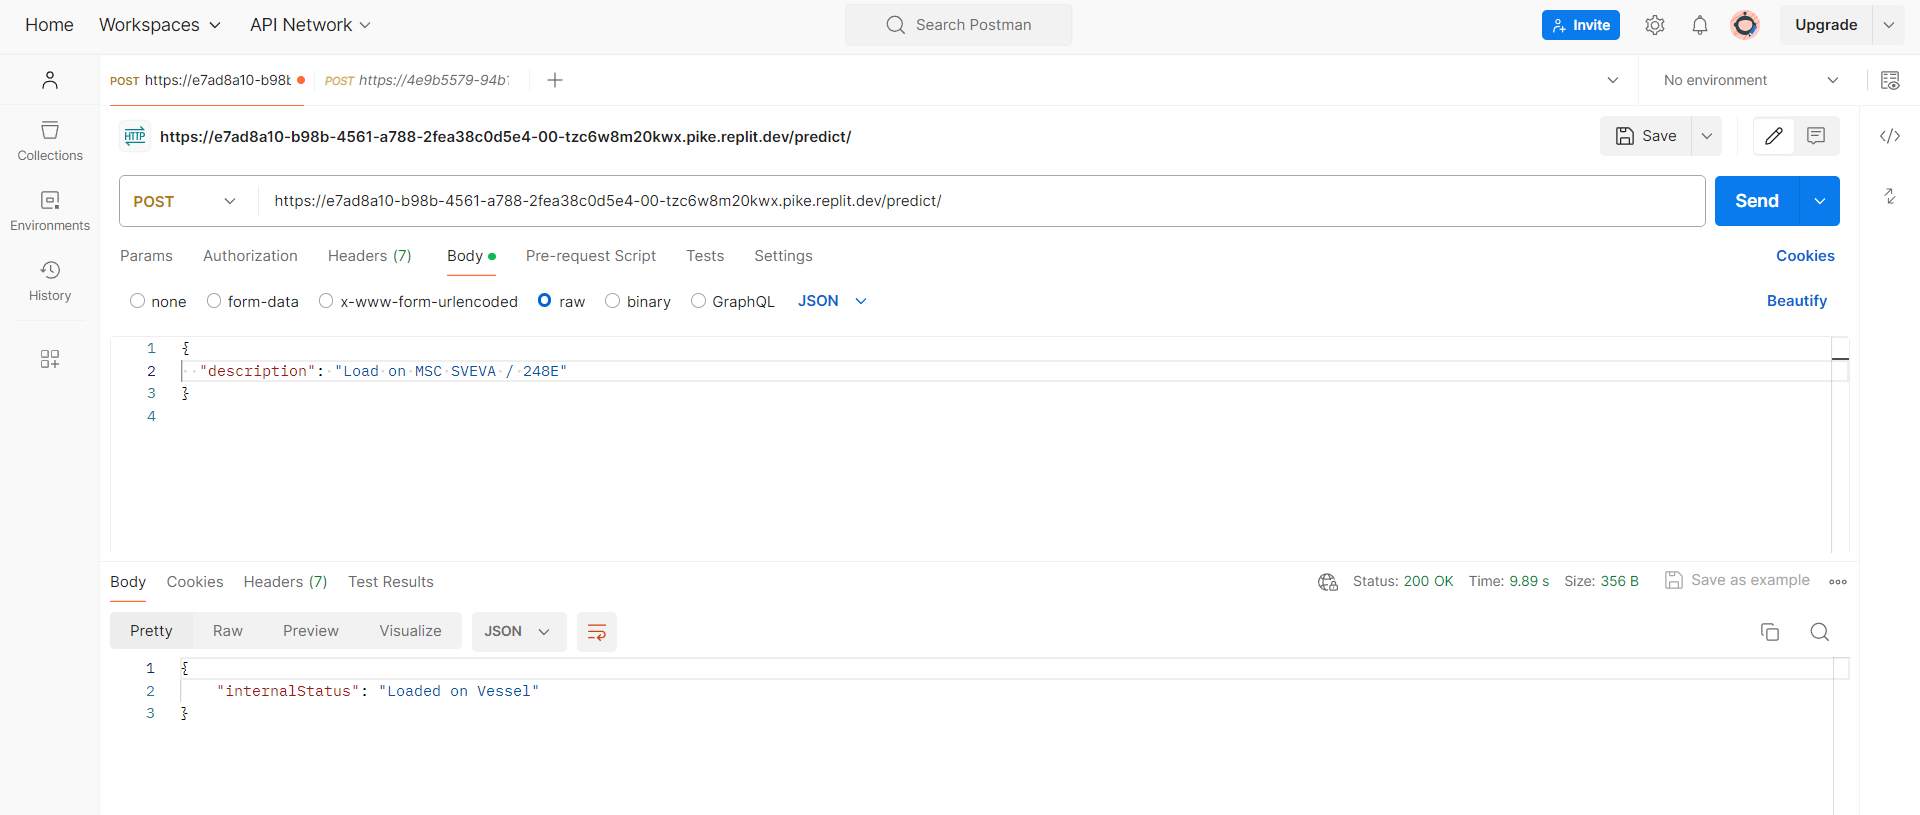 Home Workspaces API Network Search Postman Invite Upgrade
POST https://e7ad8a10-b98b POST https://4e9b5579-94b1 No environment
HTTP https://e7ad8a10-b98b-4561-a788-2fea38c0d5e4-00-tzc6w8m20kwx.pike.replit.dev/predict/ Save
POST https://e7ad8a10-b98b-4561-a788-2fea38c0d5e4-00-tzc6w8m20kwx.pike.replit.dev/predict/ Send
Collections
Environments
History
Params Authorization Headers (7) Body Pre-request Script Tests Settings Cookies
none form-data x-www-form-urlencoded raw binary GraphQL JSON Beautify
1 {
2 "description": "Load on MSC SVEVA / 248E"
3 }
4
Body Cookies Headers (7) Test Results Status: 200 OK Time: 9.89 s Size: 356 B Save as example
Pretty Raw Preview Visualize JSON
1 {
2 "internalStatus": "Loaded on Vessel"
3 }